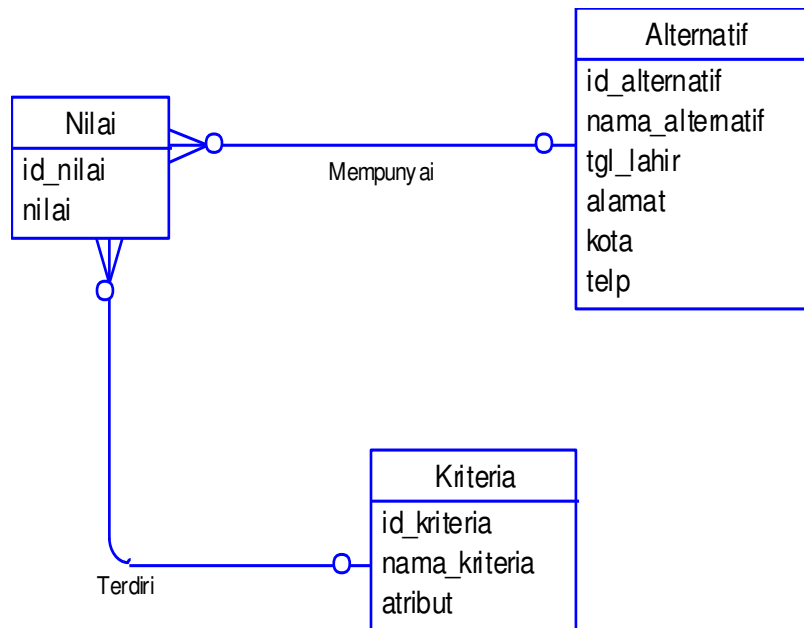 Alternatif
id_alternatif
nama_alternatif
tgl_lahir
alamat
kota
telp
Nilai
id_nilai
nilai
Mempunyai
Kriteria
id_kriteria
nama_kriteria
atribut
Terdiri